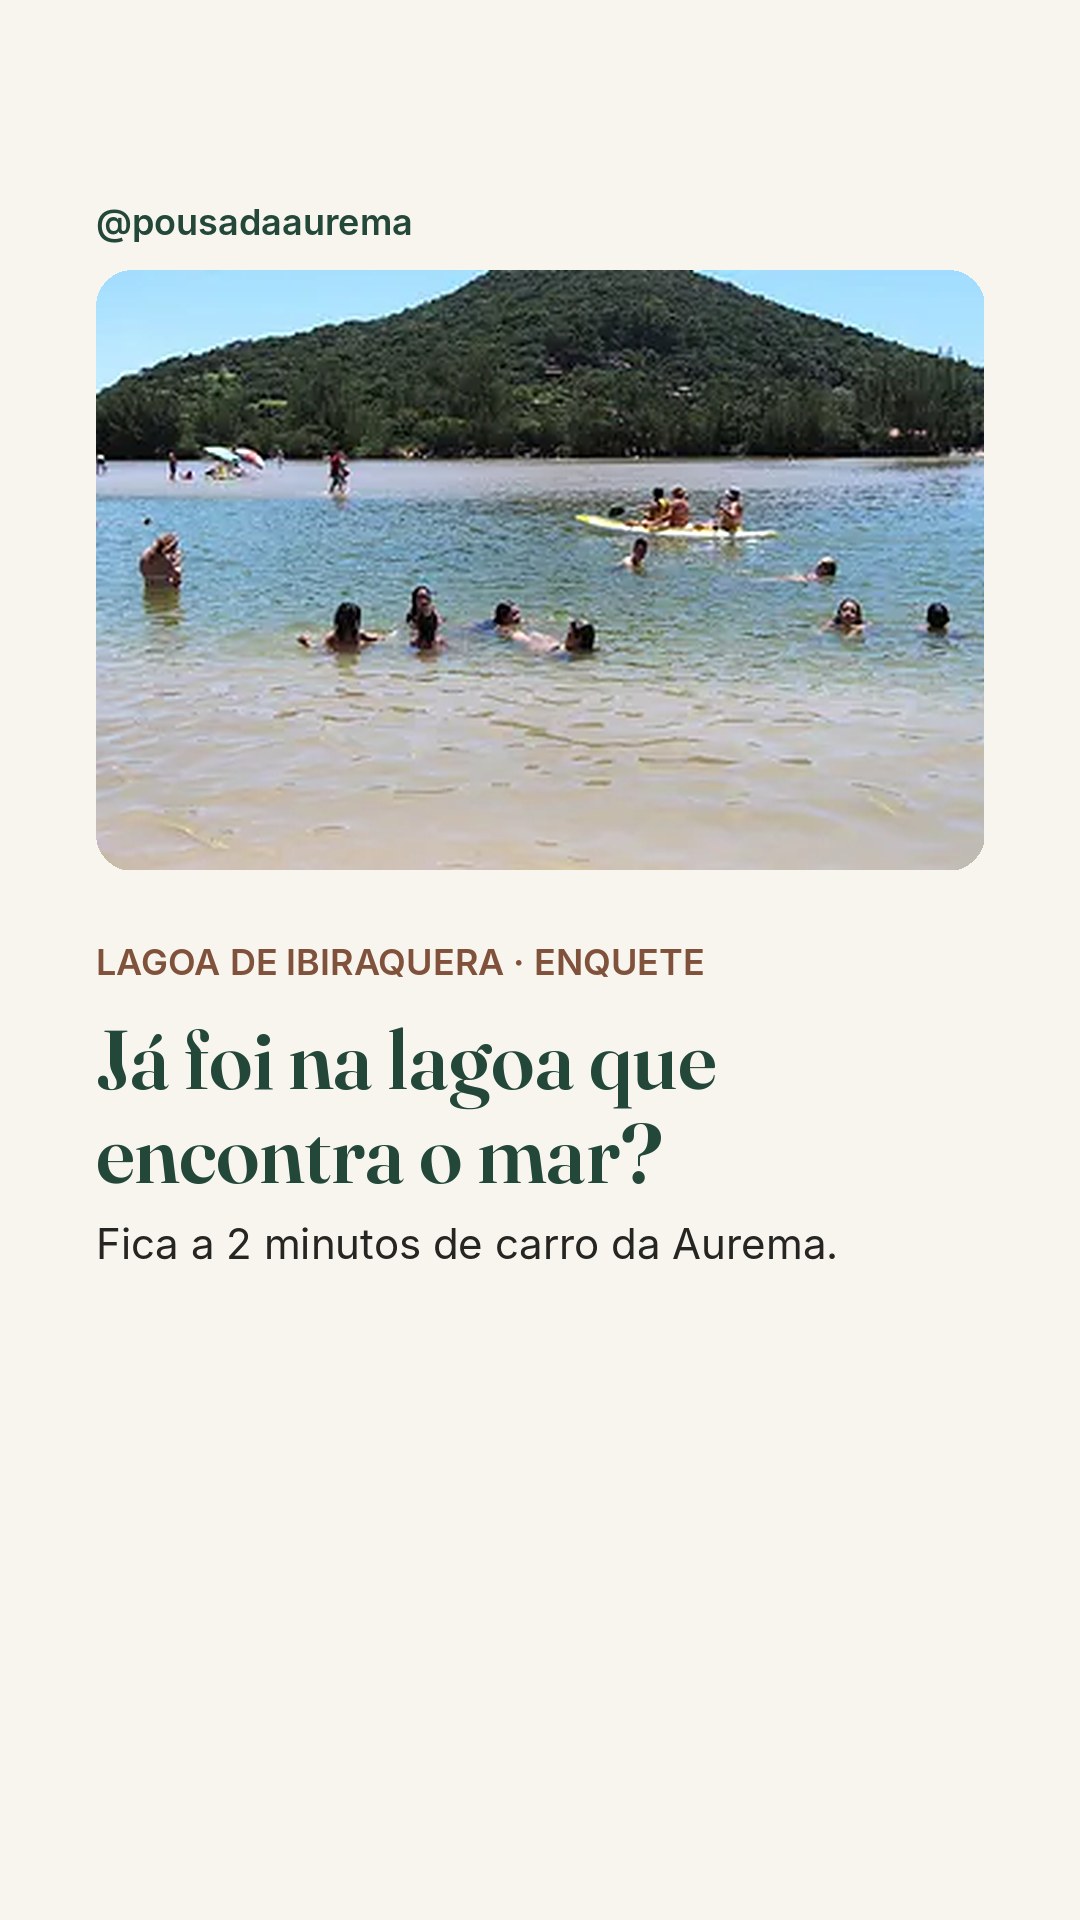 @pousadaaurema
LAGOA DE IBIRAQUERA · ENQUETE
Já foi na lagoa que
encontra o mar?
Fica a 2 minutos de carro da Aurema.